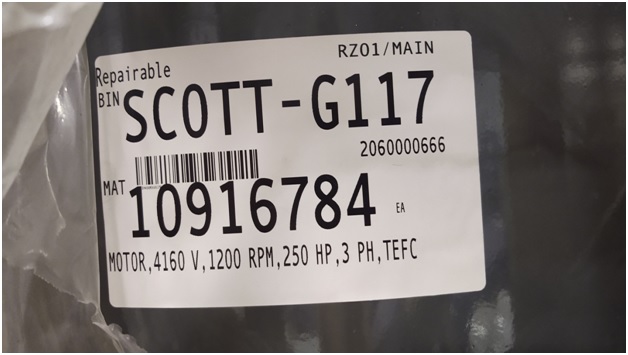 RZ01/MAIN
Repairable
BIN SCOTT-G117
2060000666
MAT 10916784 EA
MOTOR,4160 V,1200 RPM,250 HP,3 PH,TEFC